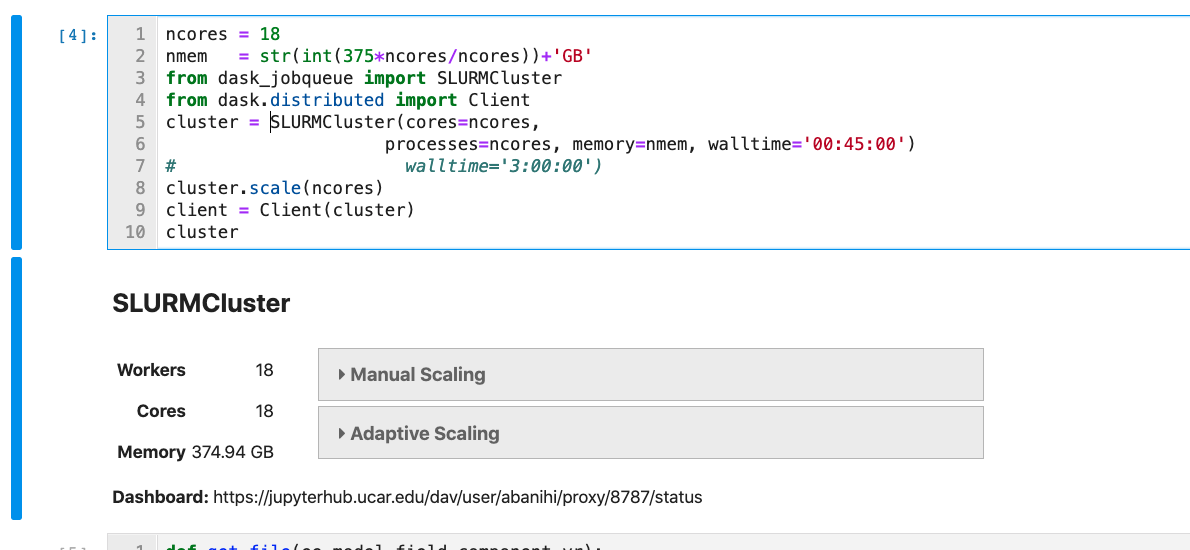 [4]:
1 ncores = 18
2 nmem   = str(int(375*ncores/ncores))+'GB'
3 from dask_jobqueue import SLURMCluster
4 from dask.distributed import Client
5 cluster = SLURMCluster(cores=ncores,
6                      processes=ncores, memory=nmem, walltime='00:45:00')
7 #                      walltime='3:00:00')
8 cluster.scale(ncores)
9 client = Client(cluster)
10 cluster
SLURMCluster
Workers 18
Cores 18
Memory 374.94 GB
Manual Scaling
Adaptive Scaling
Dashboard: https://jupyterhub.ucar.edu/dav/user/abanihi/proxy/8787/status